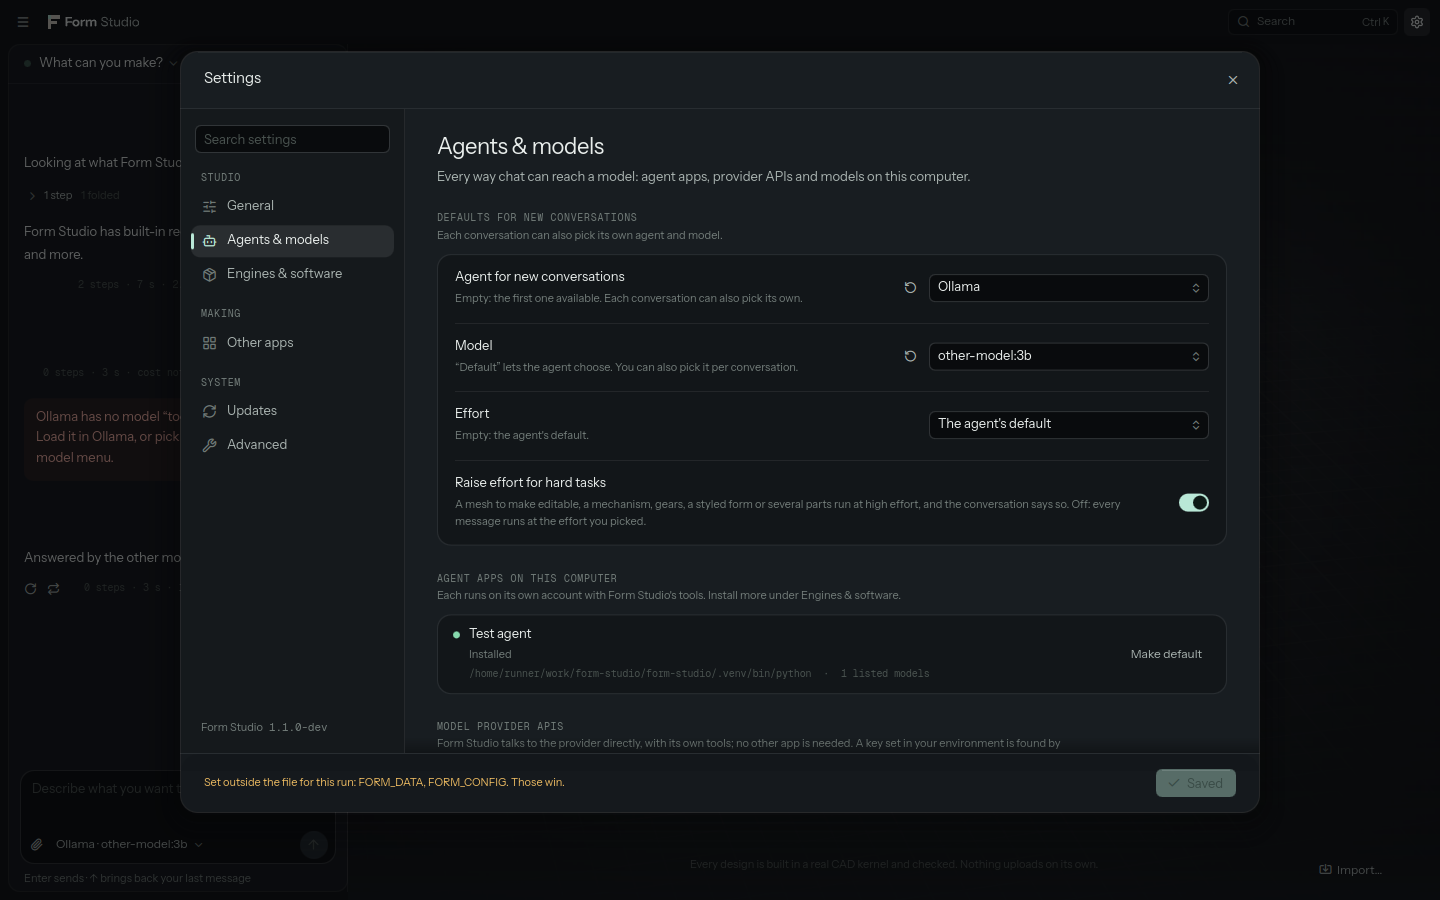 Form Studio
Search Ctrl K
What can you make?
Looking at what Form Stud
1 step 1 folded
Form Studio has built-in re
and more.
2 steps · 7 s · 2
0 steps · 3 s · cost no
Ollama has no model “to
Load it in Ollama, or pick
model menu.
Answered by the other mo
0 steps · 3 s ·
Describe what you want t
Ollama · other-model:3b
Enter sends · ↑ brings back your last message
Settings
Search settings
STUDIO
General
Agents & models
Engines & software
MAKING
Other apps
SYSTEM
Updates
Advanced
Form Studio 1.1.0-dev
Agents & models
Every way chat can reach a model: agent apps, provider APIs and models on this computer.
DEFAULTS FOR NEW CONVERSATIONS
Each conversation can also pick its own agent and model.
Agent for new conversations
Empty: the first one available. Each conversation can also pick its own.
Ollama
Model
“Default” lets the agent choose. You can also pick it per conversation.
other-model:3b
Effort
Empty: the agent's default.
The agent's default
Raise effort for hard tasks
A mesh to make editable, a mechanism, gears, a styled form or several parts run at high effort, and the conversation says so. Off: every
message runs at the effort you picked.
AGENT APPS ON THIS COMPUTER
Each runs on its own account with Form Studio's tools. Install more under Engines & software.
Test agent
Installed
Make default
/home/runner/work/form-studio/form-studio/.venv/bin/python · 1 listed models
MODEL PROVIDER APIS
Form Studio talks to the provider directly, with its own tools; no other app is needed. A key set in your environment is found by
Set outside the file for this run: FORM_DATA, FORM_CONFIG. Those win.
Saved
Every design is built in a real CAD kernel and checked. Nothing uploads on its own.
Import...